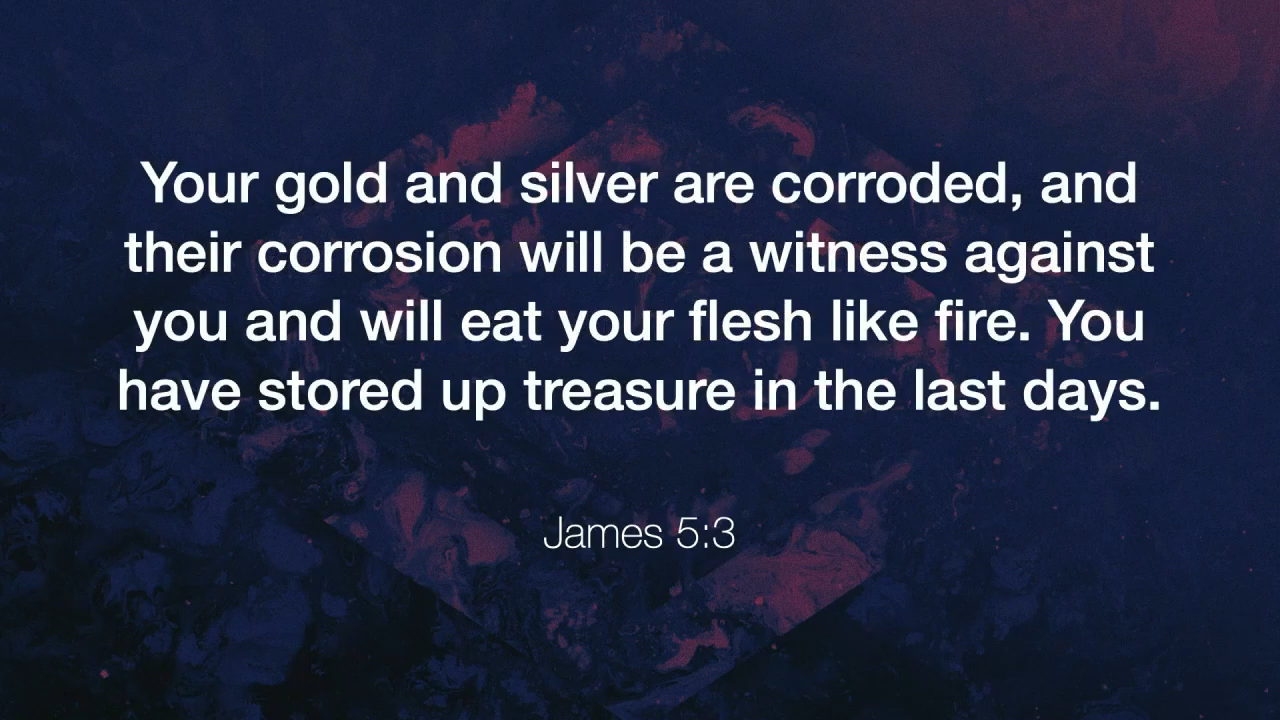 Your gold and silver are corroded, and
their corrosion will be a witness against
you and will eat your flesh like fire. You
have stored up treasure in the last days.
James 5:3